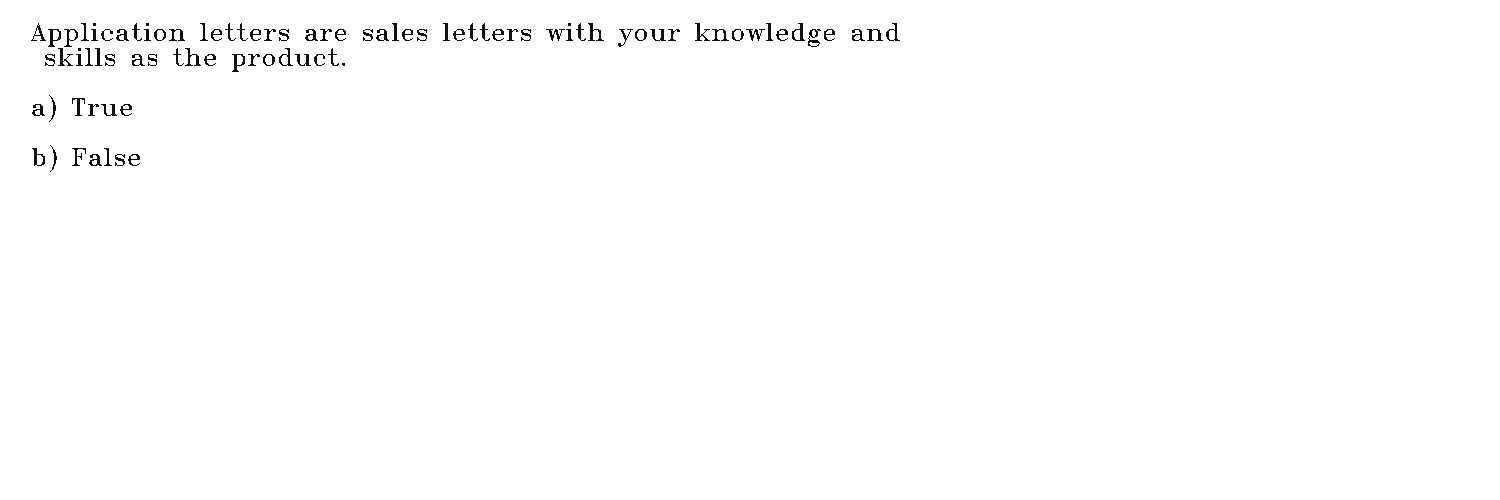 Application letters are sales letters with your knowledge and
skills as the product.
a) True
b) False